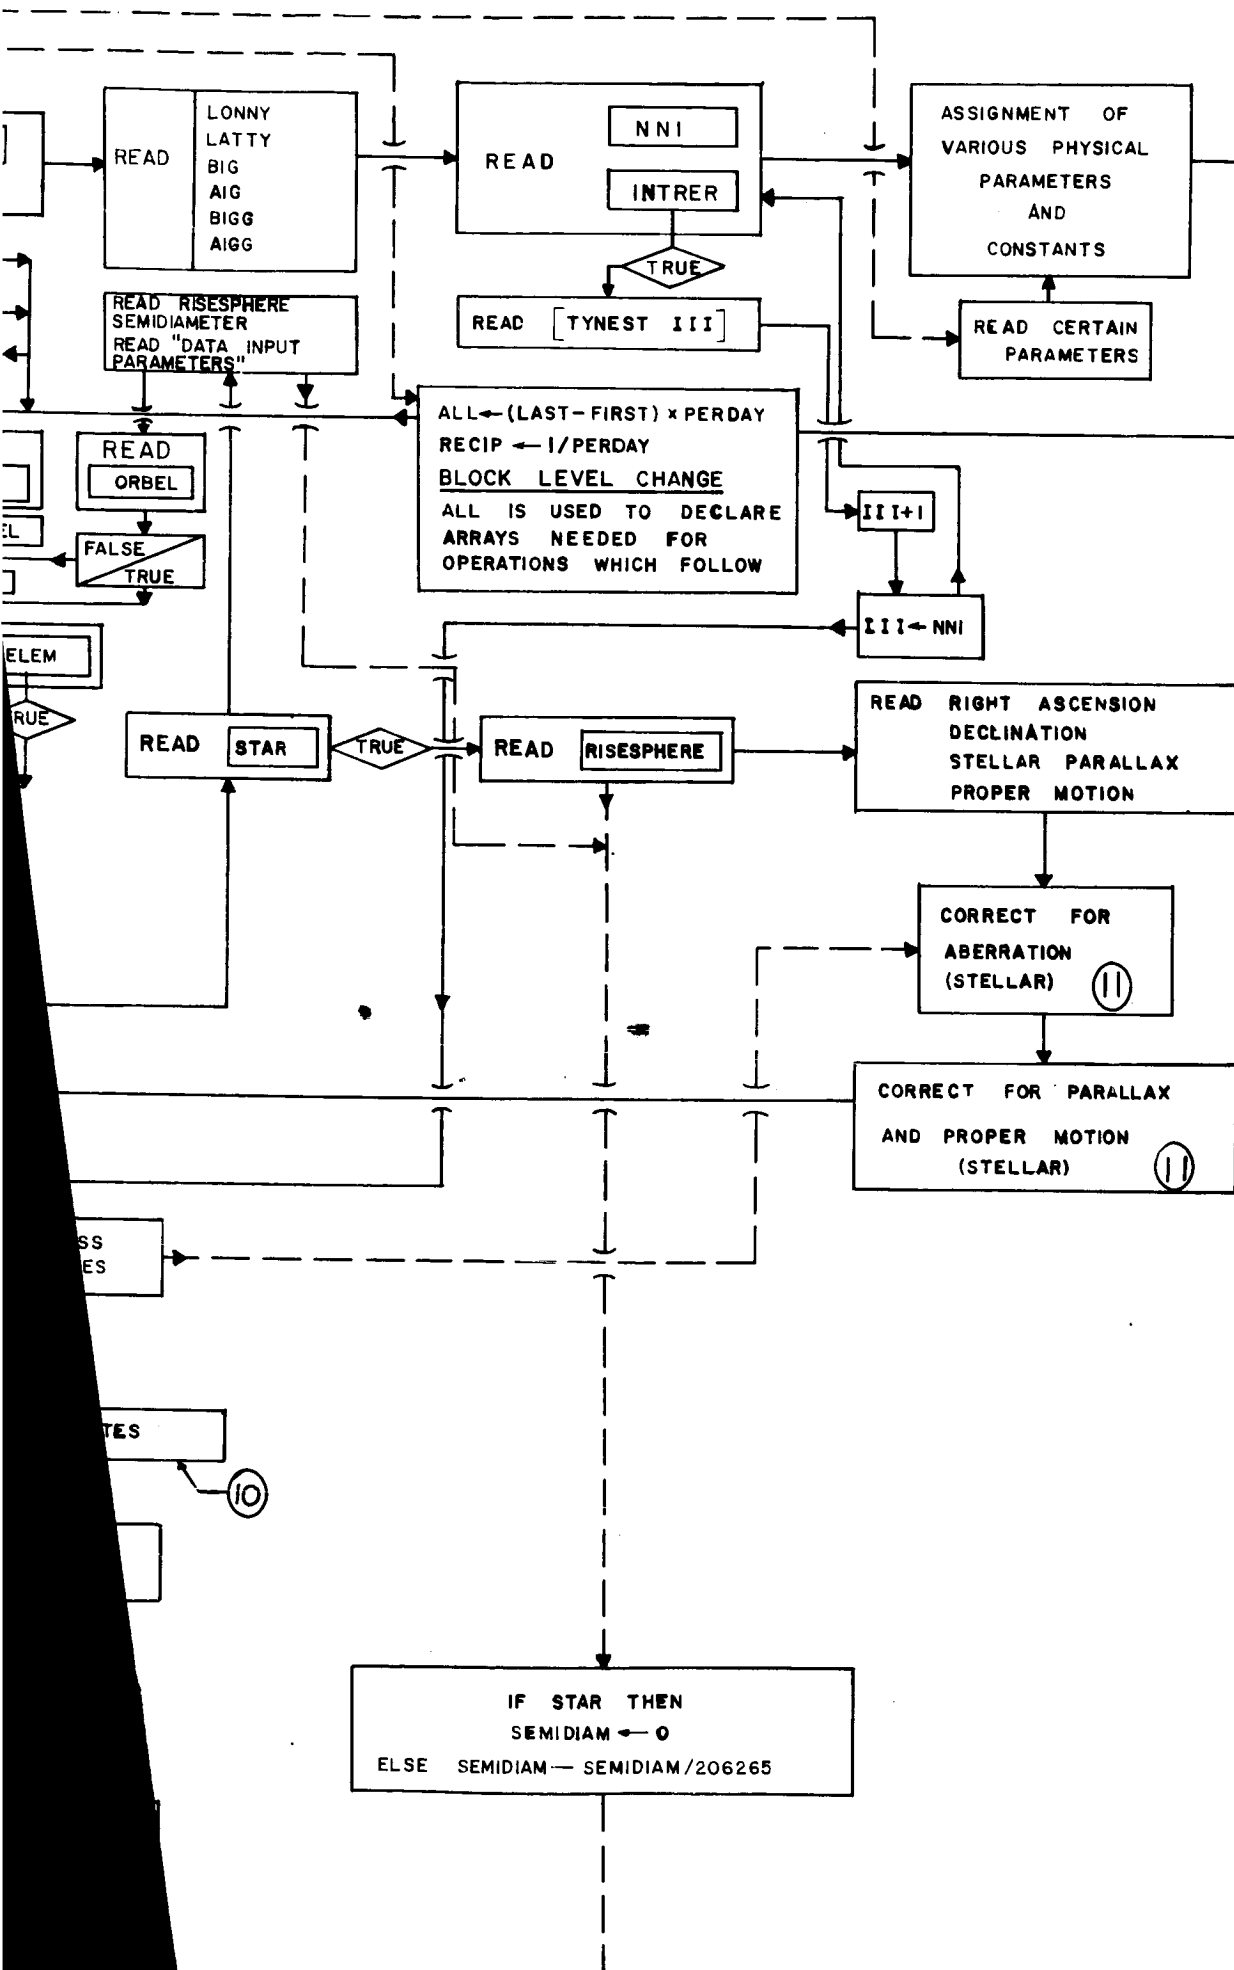 READ
LONNY
LATTY
BIG
AIG
BIGG
AIGG
READ
NNI
INTRER
TRUE
READ [TYNEST III]
ASSIGNMENT OF
VARIOUS PHYSICAL
PARAMETERS
AND
CONSTANTS
READ CERTAIN
PARAMETERS
READ RISESPHERE
SEMIDIAMETER
READ "DATA INPUT
PARAMETERS"
READ
ORBEL
FALSE
TRUE
ALL←(LAST-FIRST) × PERDAY
RECIP ← 1/PERDAY
BLOCK LEVEL CHANGE
ALL IS USED TO DECLARE
ARRAYS NEEDED FOR
OPERATIONS WHICH FOLLOW
III+1
III← NNI
ELEM
READ STAR
TRUE
READ RISESPHERE
READ RIGHT ASCENSION
DECLINATION
STELLAR PARALLAX
PROPER MOTION
CORRECT FOR
ABERRATION
(STELLAR) 11
CORRECT FOR PARALLAX
AND PROPER MOTION
(STELLAR) 11
10
IF STAR THEN
SEMIDIAM ← 0
ELSE SEMIDIAM — SEMIDIAM/206265